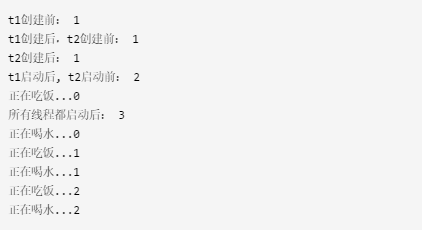 t1创建前： 1
t1创建后．t2创建前： 1
t2创建后： 1
t1启动后, t2启动前： 2
正在吃饭...0
所有线程都启动后： 3
正在喝水...0
正在吃饭...1
正在喝水...1
正在吃饭...2
正在喝水...2